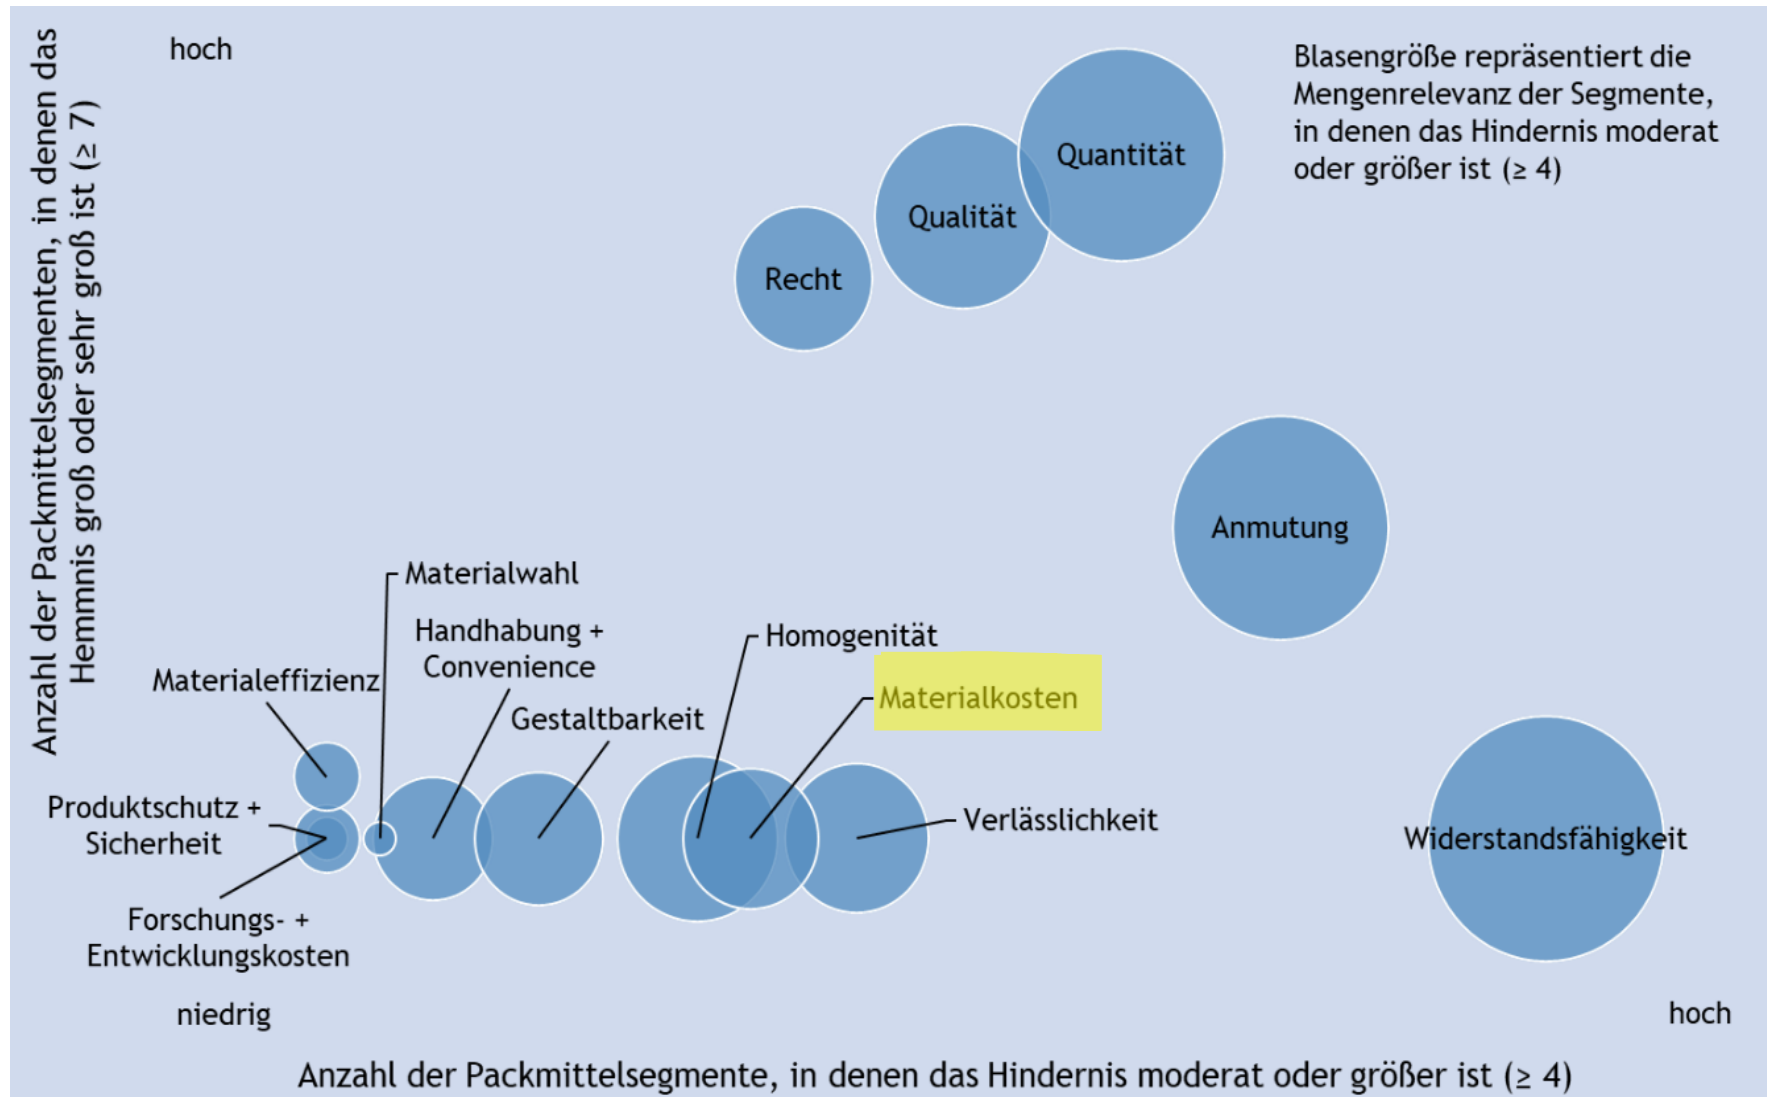 Anzahl der Packmittelsegmenten, in denen das
Hemmnis groß oder sehr groß ist (≥ 7)
hoch
Blasengröße repräsentiert die
Mengenrelevanz der Segmente,
in denen das Hindernis moderat
oder größer ist (≥ 4)
Quantität
Qualität
Recht
Anmutung
Materialwahl
Handhabung +
Convenience
Homogenität
Materialeffizienz
Materialkosten
Gestaltbarkeit
Produktschutz +
Sicherheit
Verlässlichkeit
Widerstandsfähigkeit
Forschungs- +
Entwicklungskosten
niedrig
hoch
Anzahl der Packmittelsegmente, in denen das Hindernis moderat oder größer ist (≥ 4)